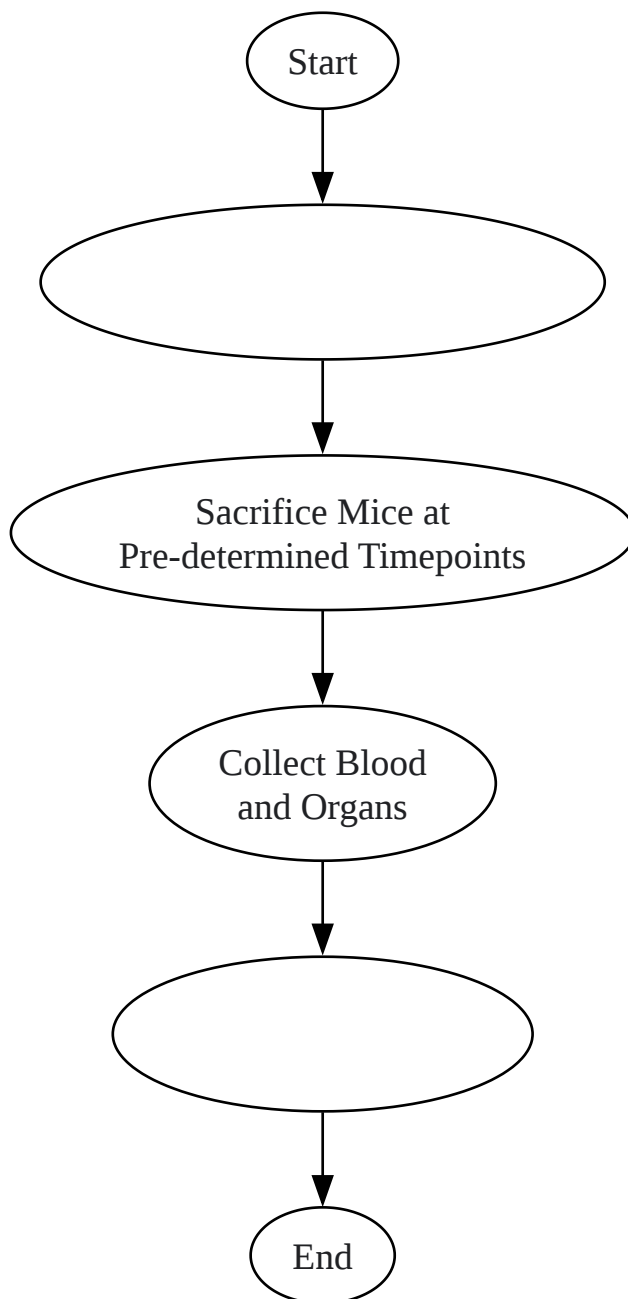 Start
Sacrifice Mice at
Pre-determined Timepoints
Collect Blood
and Organs
End